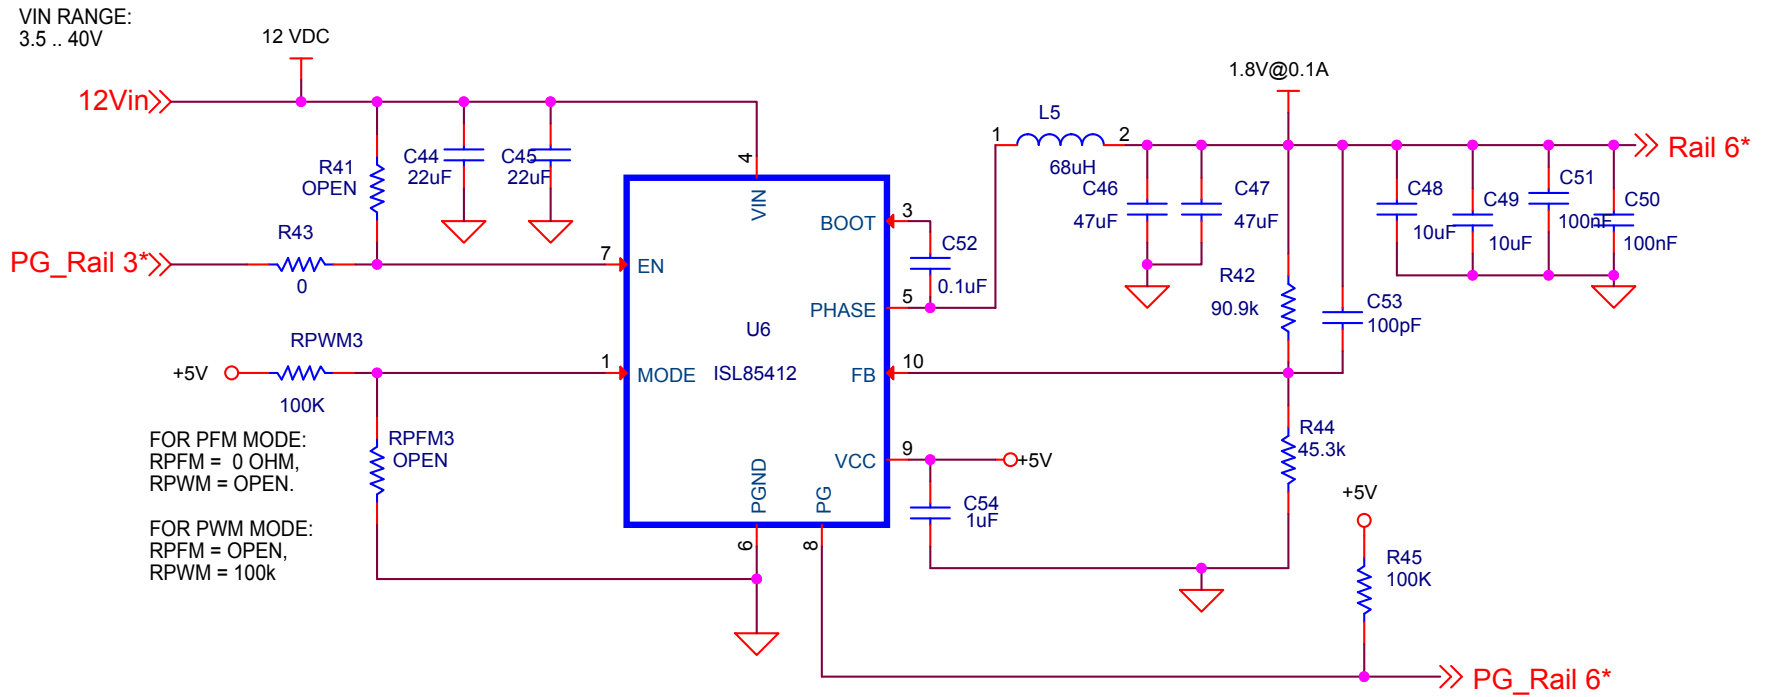 VIN RANGE:
3.5 .. 40V
12 VDC
12Vin
R41
OPEN
C44
22uF
C45
22uF
4
VIN
R43
0
PG_Rail 3*
7
EN
BOOT
3
C52
0.1uF
PHASE
5
U6
ISL85412
1
L5
2
68uH
1.8V@0.1A
Rail 6*
C46
47uF
C47
47uF
C48
10uF
C49
10uF
C51
100nF
C50
100nF
R42
90.9k
C53
100pF
RPWM3
+5V
100K
1
MODE
FB
10
RPFM3
OPEN
FOR PFM MODE:
RPFM = 0 OHM,
RPWM = OPEN.
FOR PWM MODE:
RPFM = OPEN,
RPWM = 100k
VCC
9
+5V
C54
1uF
R44
45.3k
PGND
6
PG
8
+5V
R45
100K
PG_Rail 6*